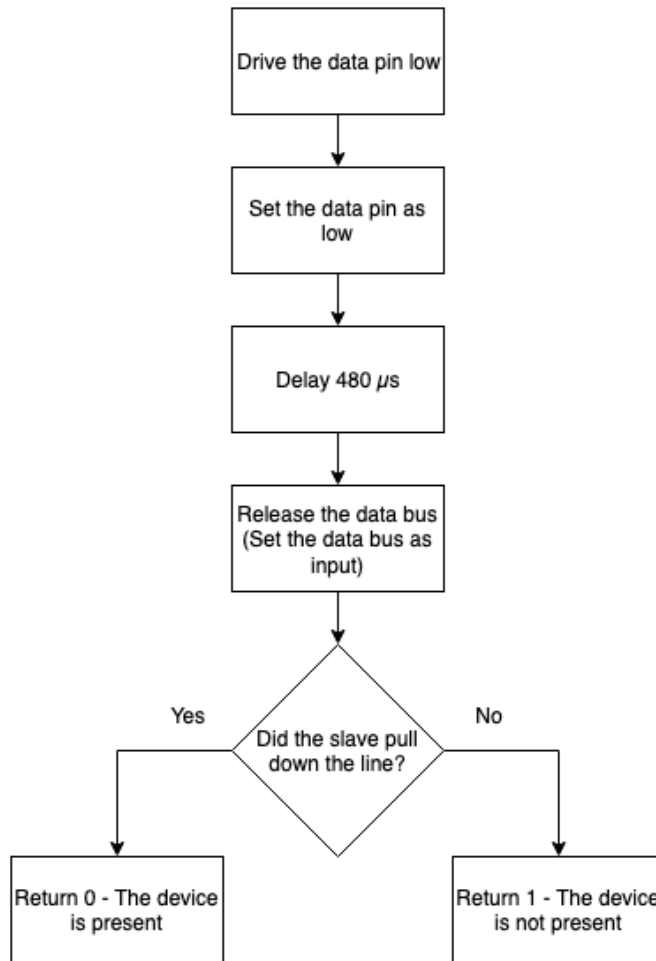 Drive the data pin low
Set the data pin as
low
Delay 480 µs
Release the data bus
(Set the data bus as
input)
Yes
No
Did the slave pull
down the line?
Return 0 - The device
is present
Return 1 - The device
is not present